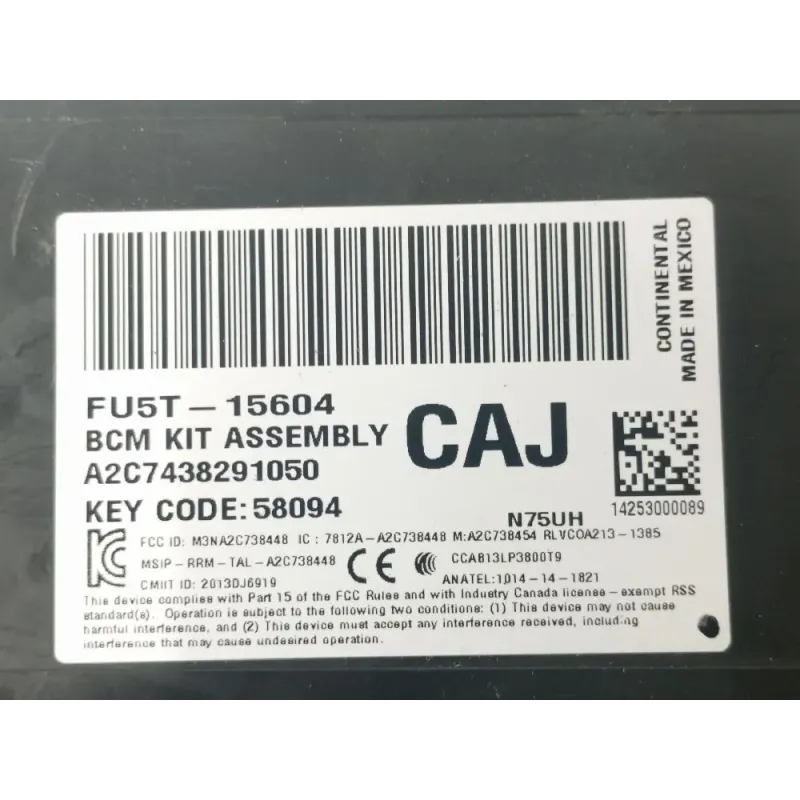 CONTINENTAL
MADE IN MEXICO
FU5T-15604
BCM KIT ASSEMBLY
CAJ
A2C7438291050
KEY CODE:58094
N75UH
14253000089
FCC ID: M3NA2C738448 IC : 7812A-A2C738448 M:A2C738454 RLVCOA213-1385
MSIP-RRM-TAL-A2C738448 CE CCAB13LP3800T9
CMIIT ID: 2013DJ6919 ANATEL:1014-14-1821
This device complies with Part 15 of the FCC Rules and with Industry Canada license-exempt RSS
standard(s). Operation is subject to the following two conditions: (1) This device may not cause
harmful interference, and (2) This device must accept any interference received, including
interference that may cause undesired operation.